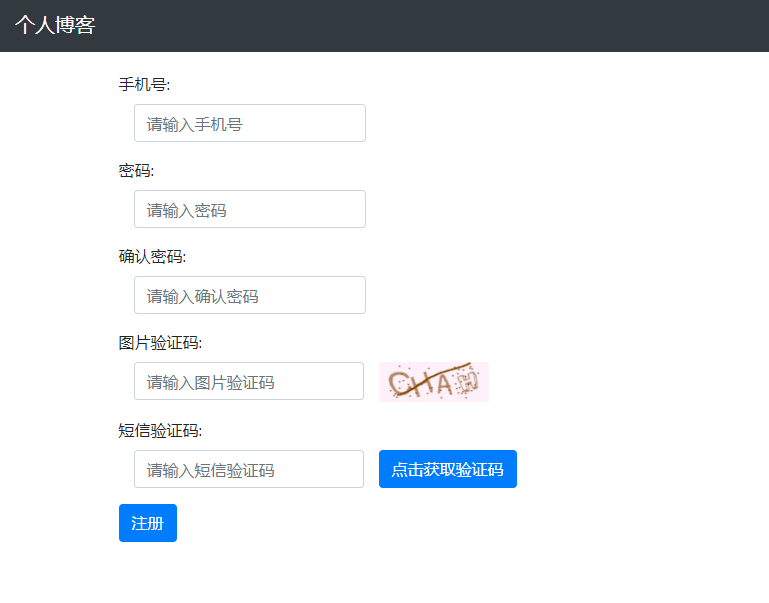 个人博客
手机号:
请输入手机号
密码:
请输入密码
确认密码:
请输入确认密码
图片验证码:
请输入图片验证码
短信验证码:
请输入短信验证码 点击获取验证码
注册